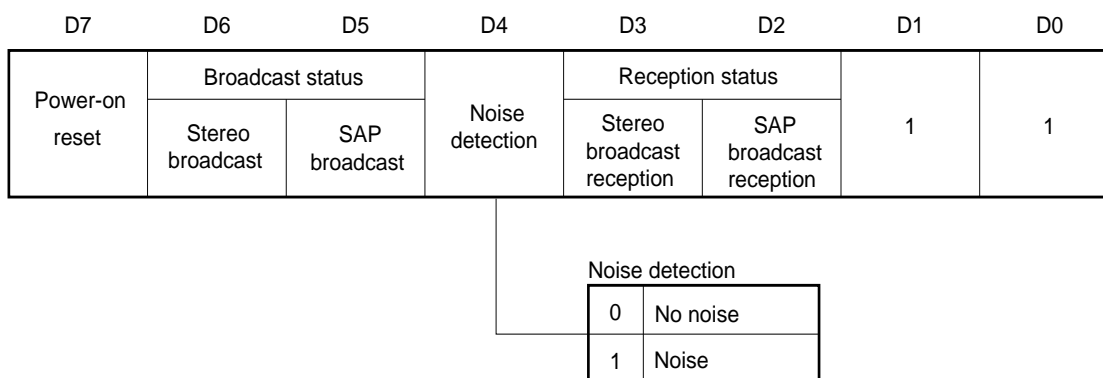 D7 D6 D5 D4 D3 D2 D1 D0
Power-on
reset
Broadcast status
Stereo
broadcast
SAP
broadcast
Noise
detection
Reception status
Stereo
broadcast
reception
SAP
broadcast
reception
1
1
Noise detection
0 No noise
1 Noise